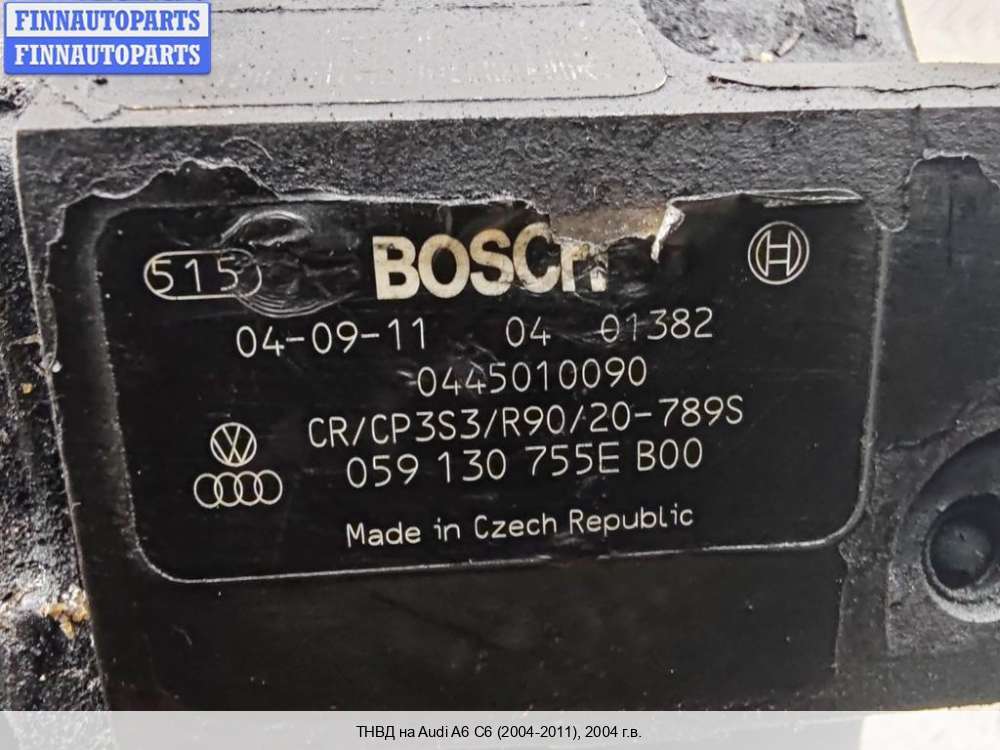 FINNAUTOPARTS
FINNAUTOPARTS
515 BOSCH
04-09-11 04 01382
0445010090
CR/CP3S3/R90/20-789S
059 130 755E B00
Made in Czech Republic
ТНВД на Audi A6 C6 (2004-2011), 2004 г.в.